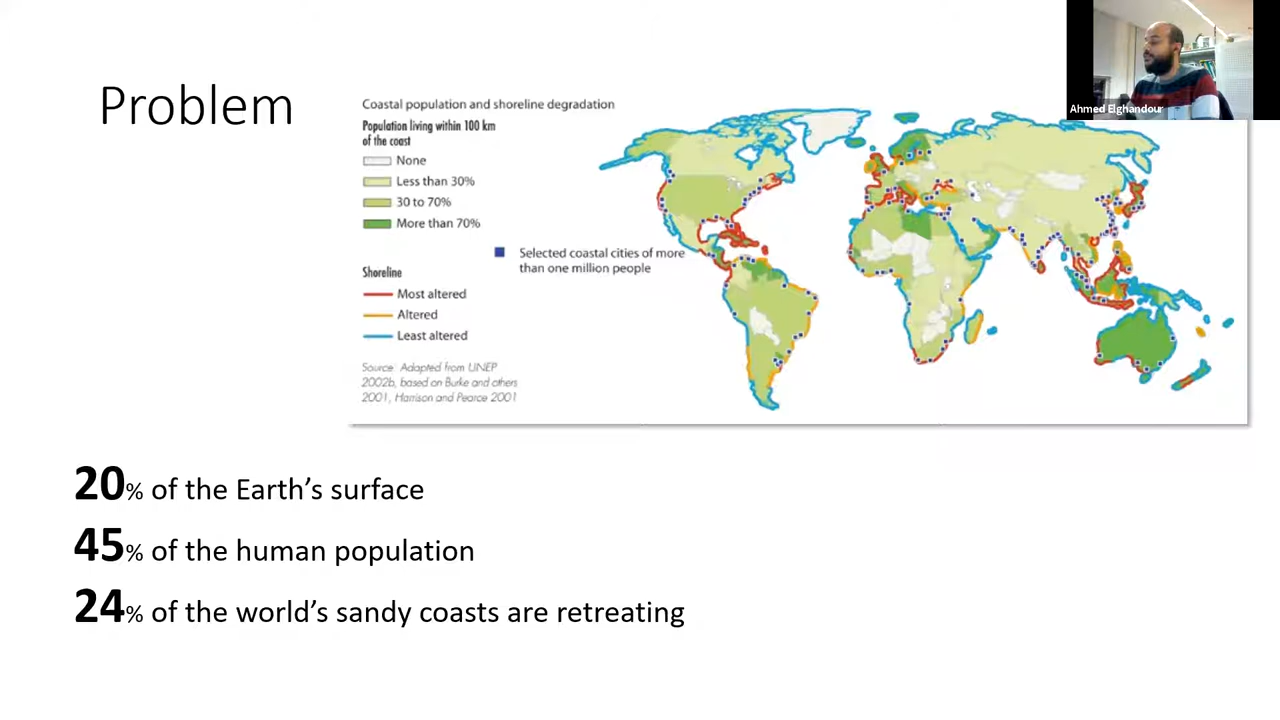 Problem
Ahmed Elghandour
Coastal population and shoreline degradation
Population living within 100 km
of the coast
None
Less than 30%
30 to 70%
More than 70%
Selected coastal cities of more
than one million people
Shoreline
Most altered
Altered
Least altered
Source: Adapted from UNEP
2002b, based on Burke and others
2001, Harrison and Pearce 2001
20% of the Earth’s surface
45% of the human population
24% of the world’s sandy coasts are retreating